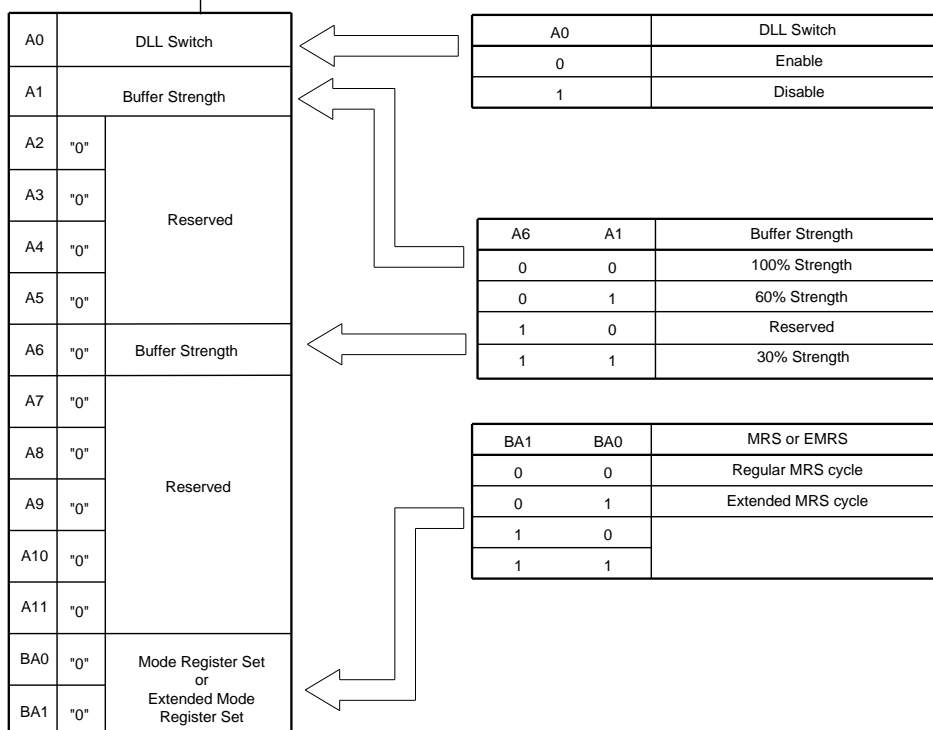 A0 DLL Switch
A1 Buffer Strength
A2 "0"
A3 "0"
Reserved
A4 "0"
A5 "0"
A6 "0" Buffer Strength
A7 "0"
A8 "0"
Reserved
A9 "0"
A10 "0"
A11 "0"
BA0 "0"
BA1 "0"
Mode Register Set
or
Extended Mode
Register Set
A0 DLL Switch
0 Enable
1 Disable
A6 A1 Buffer Strength
0 0 100% Strength
0 1 60% Strength
1 0 Reserved
1 1 30% Strength
BA1 BA0 MRS or EMRS
0 0 Regular MRS cycle
0 1 Extended MRS cycle
1 0
1 1